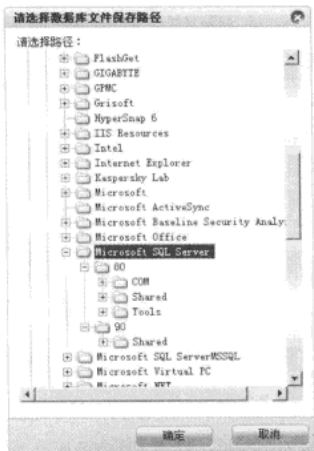 请选择数据库文件保存路径
请选择路径：
FlashGet
GIGABYTE
GPMC
Grisoft
HyperSnap 6
IIS Resources
Intel
Internet Explorer
Kaspersky Lab
Microsoft
Microsoft ActiveSync
Microsoft Baseline Security Analy
Microsoft Office
Microsoft SQL Server
80
COM
Shared
Tools
90
Shared
Microsoft SQL ServerMSSQL
Microsoft Virtual PC
Microsoft NET
确定 取消